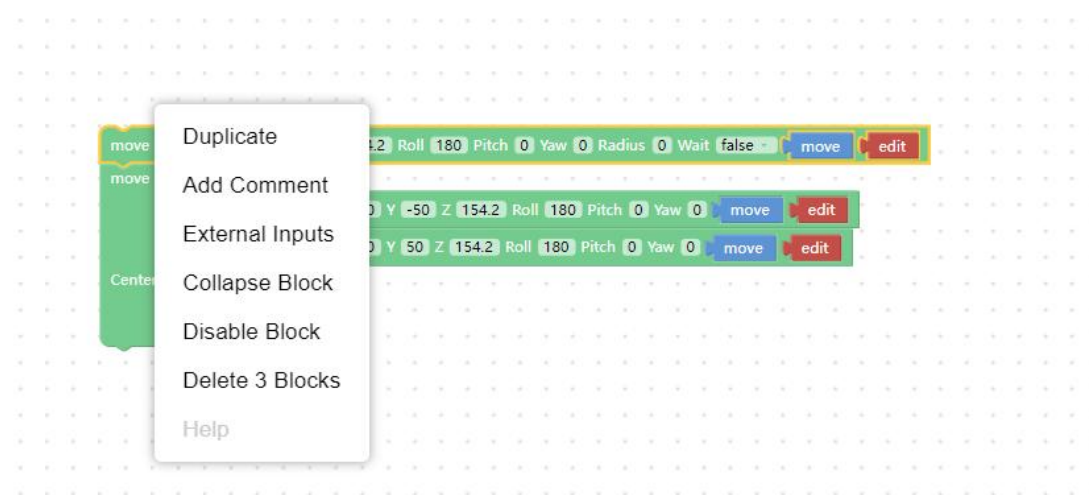 move 4.2 Roll 180 Pitch 0 Yaw 0 Radius 0 Wait false move edit
move
Y -50 Z 154.2 Roll 180 Pitch 0 Yaw 0 move edit
Y 50 Z 154.2 Roll 180 Pitch 0 Yaw 0 move edit
Center
Duplicate
Add Comment
External Inputs
Collapse Block
Disable Block
Delete 3 Blocks
Help